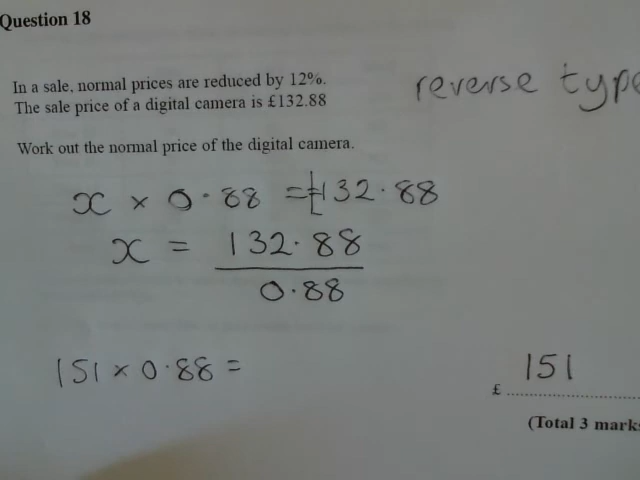 Question 18
In a sale, normal prices are reduced by 12%.
The sale price of a digital camera is £132.88
reverse type
Work out the normal price of the digital camera.
x × 0.88 = £132.88
x = 132.88
0.88
151 × 0.88 =
£ 151
(Total 3 marks